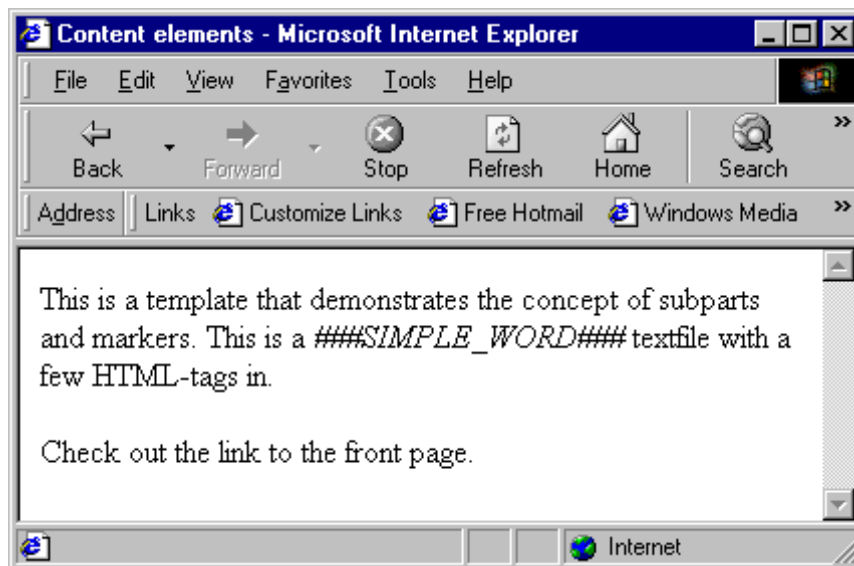 Content elements - Microsoft Internet Explorer
File Edit View Favorites Tools Help
Back Forward Stop Refresh Home Search »
Address Links Customize Links Free Hotmail Windows Media »
This is a template that demonstrates the concept of subparts
and markers. This is a ###SIMPLE_WORD### textfile with a
few HTML-tags in.
Check out the link to the front page.
Internet